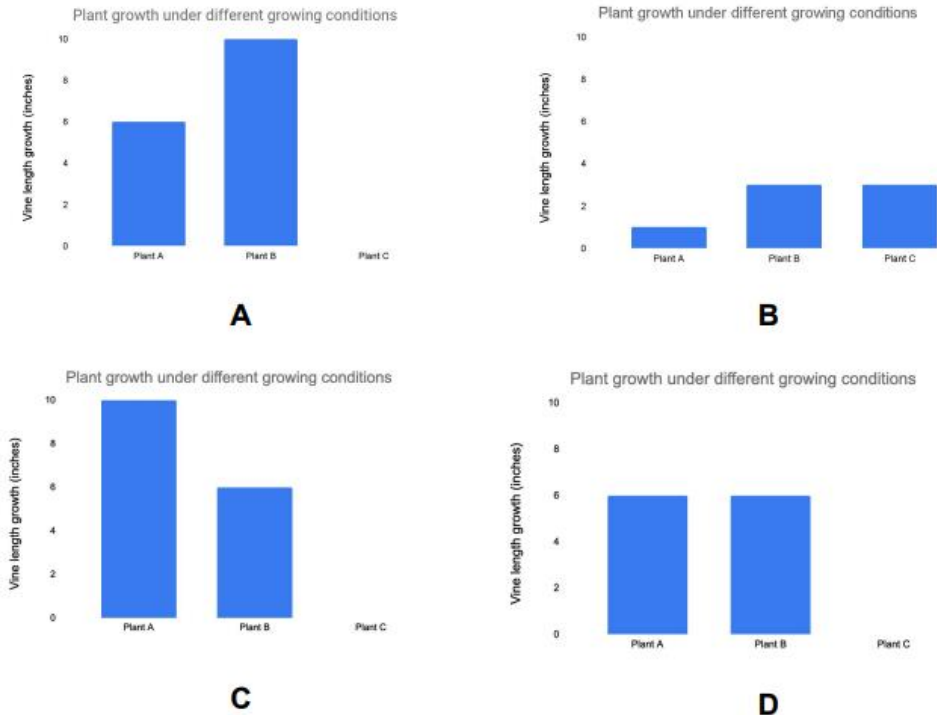 Plant growth under different growing conditions
Vine length growth (inches)
10
8
6
4
2
0
Plant A
Plant B
Plant C
A
Plant growth under different growing conditions
Vine length growth (inches)
10
8
6
4
2
0
Plant A
Plant B
Plant C
B
Plant growth under different growing conditions
Vine length growth (inches)
10
8
6
4
2
0
Plant A
Plant B
Plant C
C
Plant growth under different growing conditions
Vine length growth (inches)
10
8
6
4
2
0
Plant A
Plant B
Plant C
D